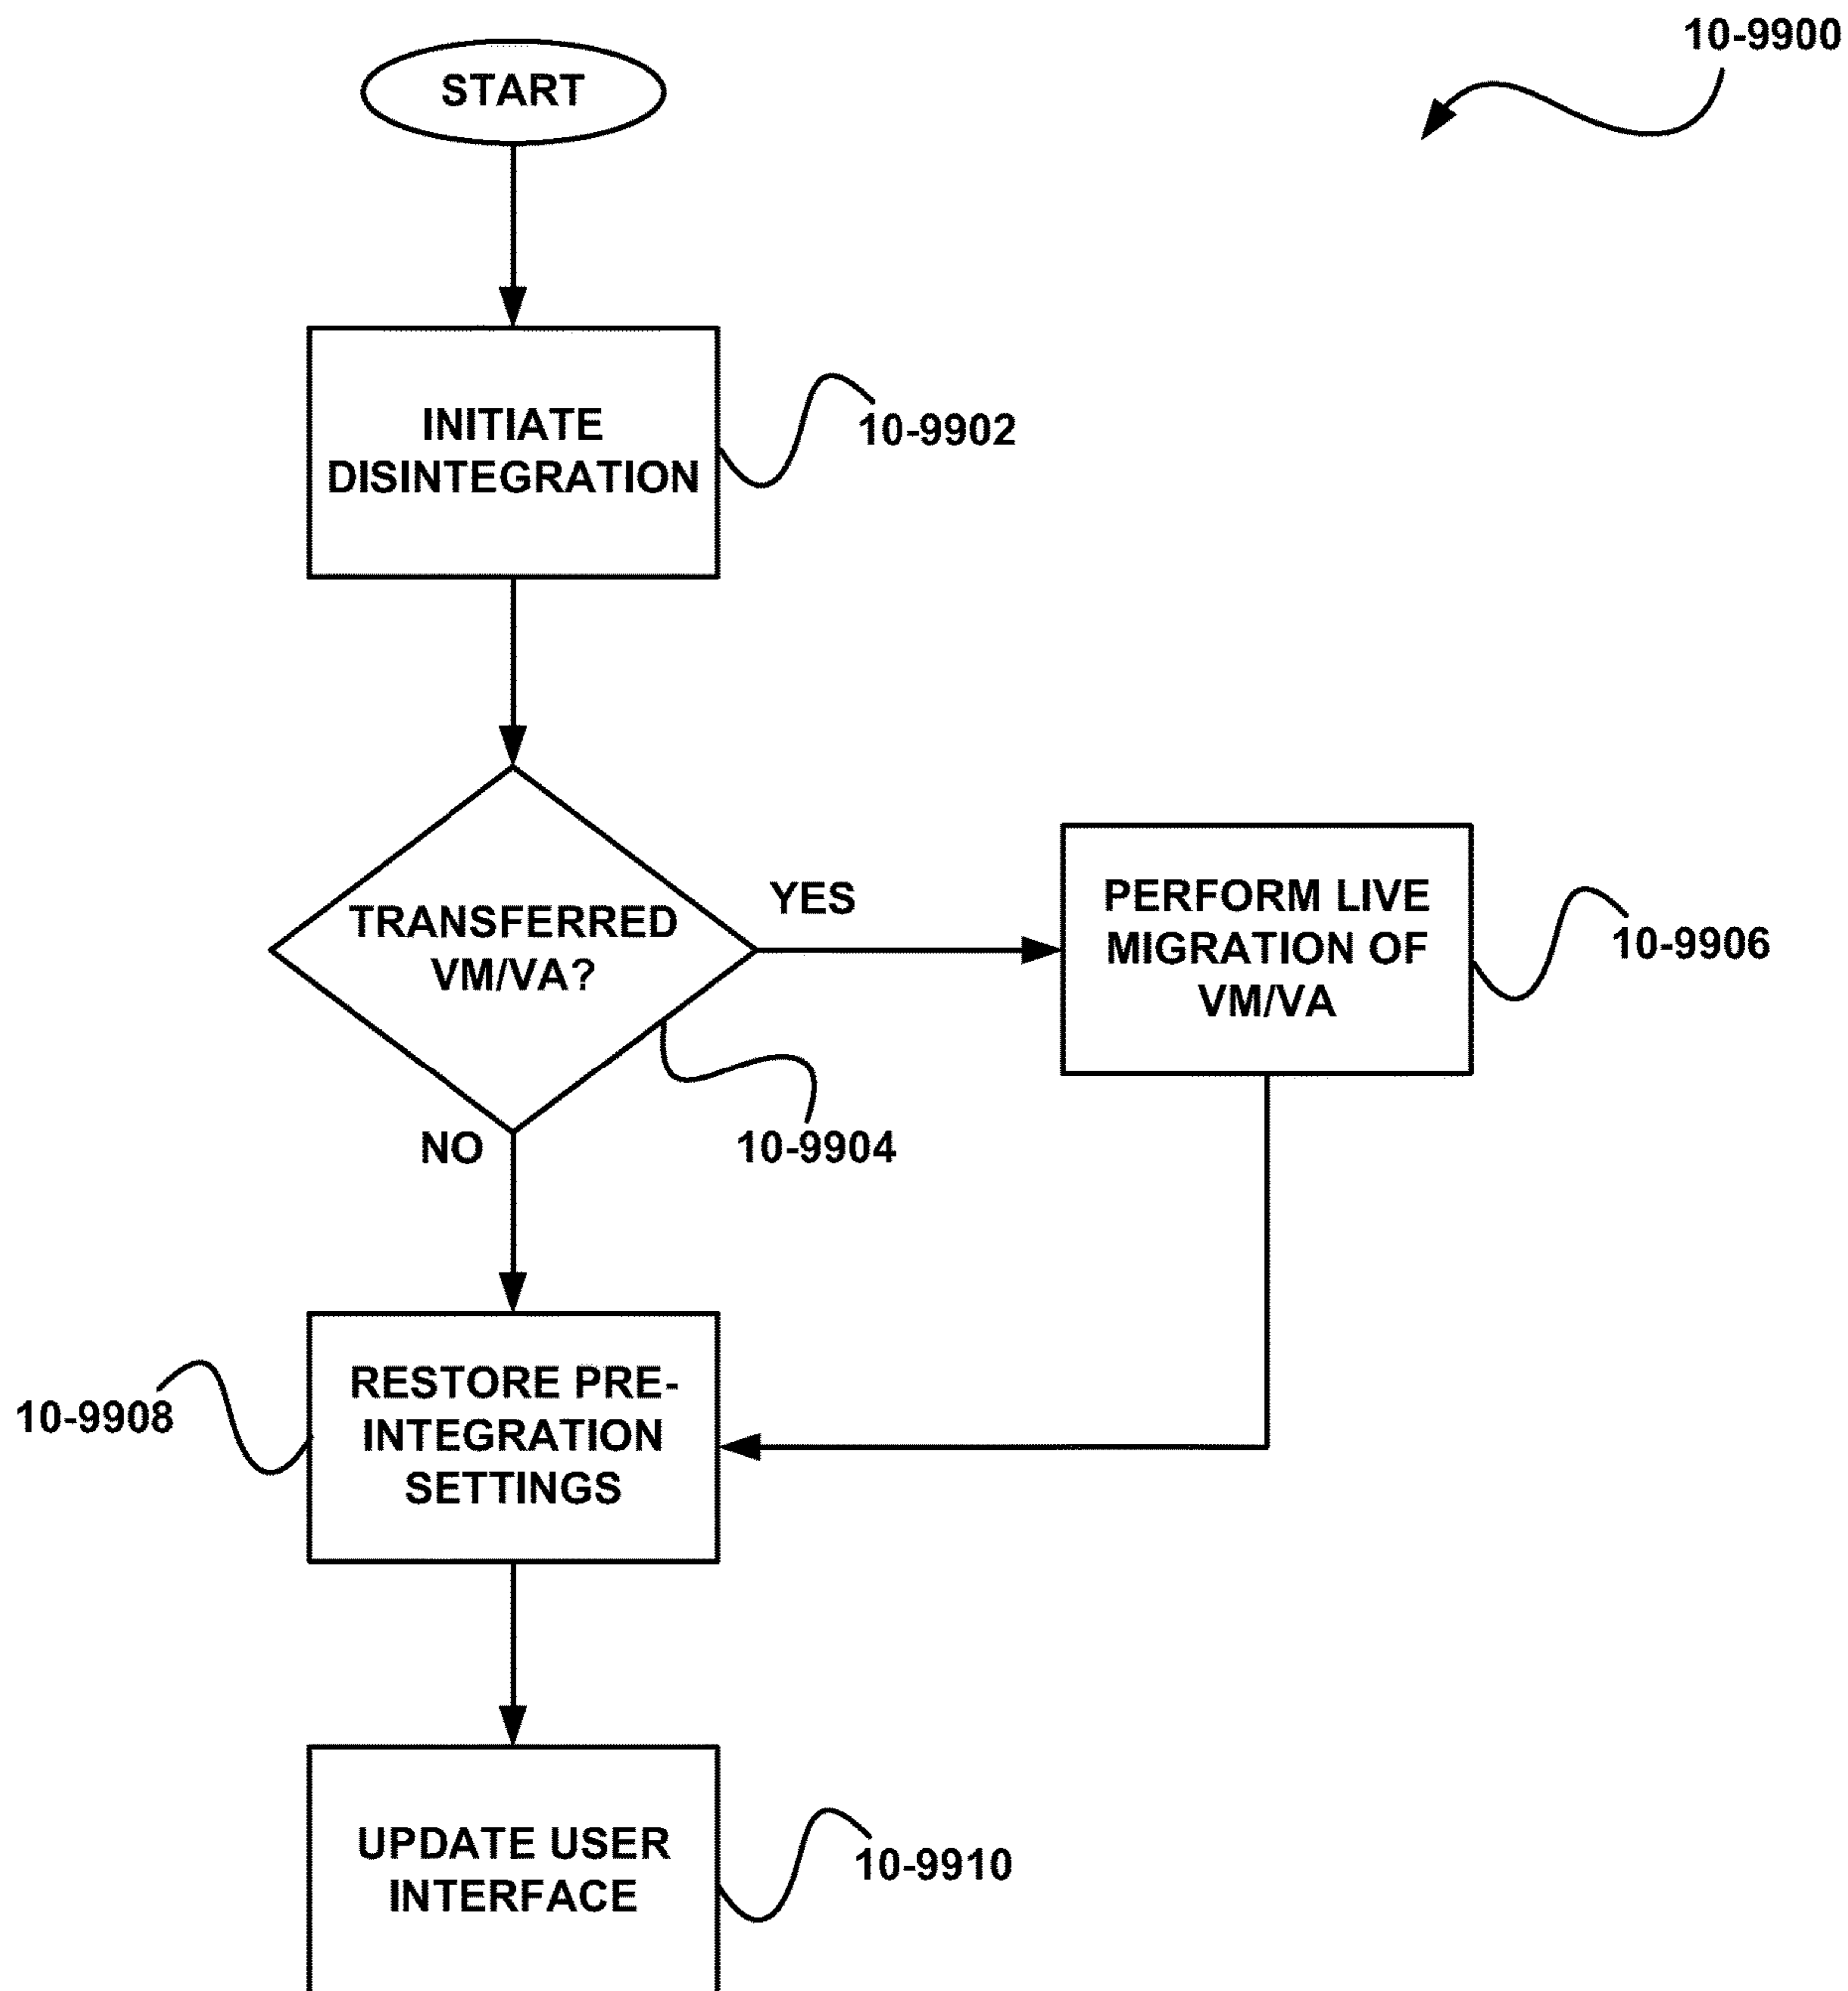 10-9900
START
INITIATE
DISINTEGRATION
10-9902
TRANSFERRED
VM/VA?
YES
NO
10-9904
PERFORM LIVE
MIGRATION OF
VM/VA
10-9906
RESTORE PRE-
INTEGRATION
SETTINGS
10-9908
UPDATE USER
INTERFACE
10-9910